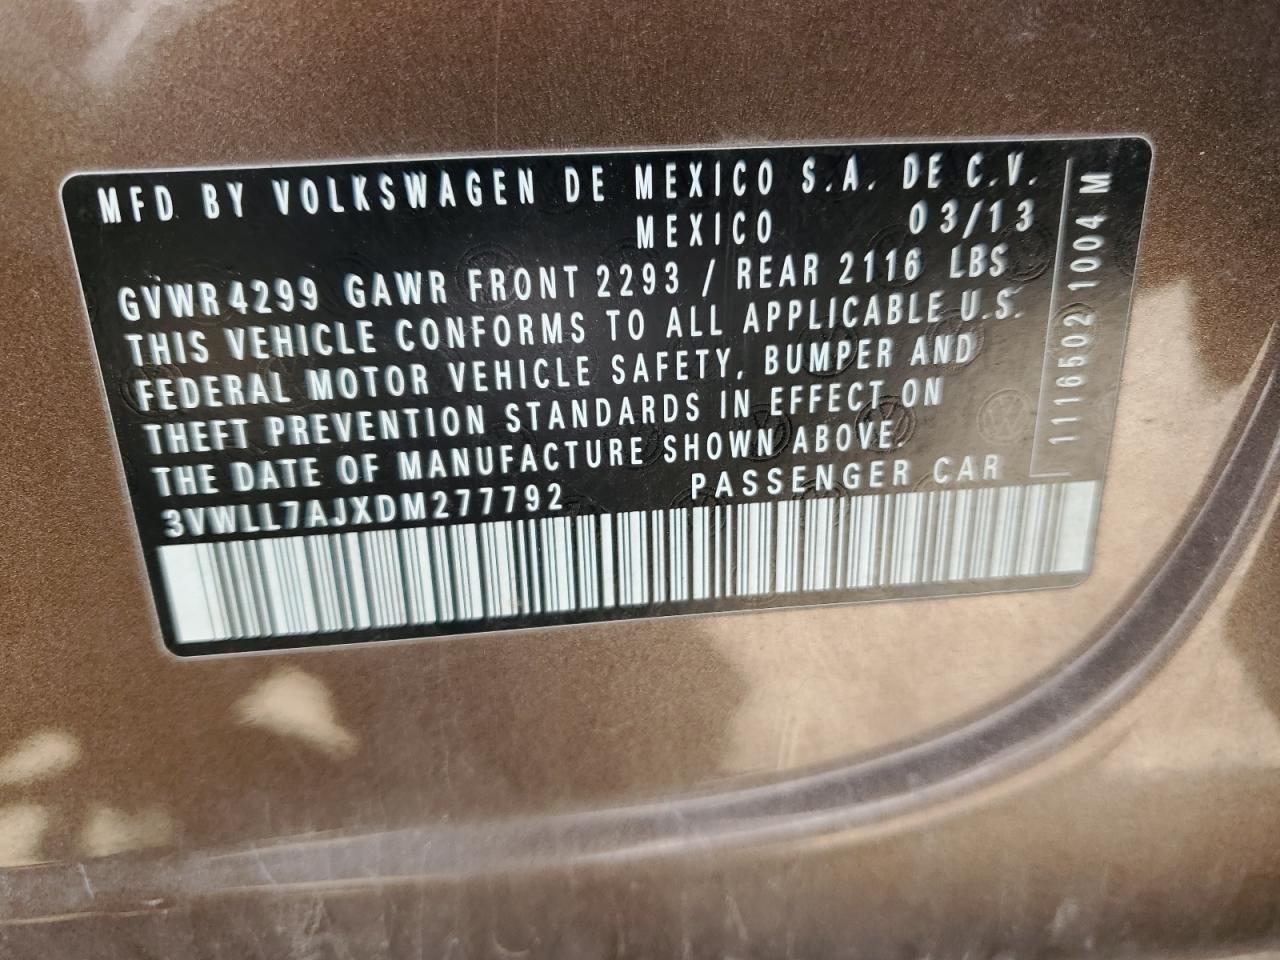 MFD BY VOLKSWAGEN DE MEXICO S.A. DE C.V.
MEXICO 03/13
GVWR 4299 GAWR FRONT 2293 / REAR 2116 LBS
THIS VEHICLE CONFORMS TO ALL APPLICABLE U.S.
FEDERAL MOTOR VEHICLE SAFETY, BUMPER AND
THEFT PREVENTION STANDARDS IN EFFECT ON
THE DATE OF MANUFACTURE SHOWN ABOVE.
3VWLL7AJXDM277792 PASSENGER CAR
1116502 1004 M